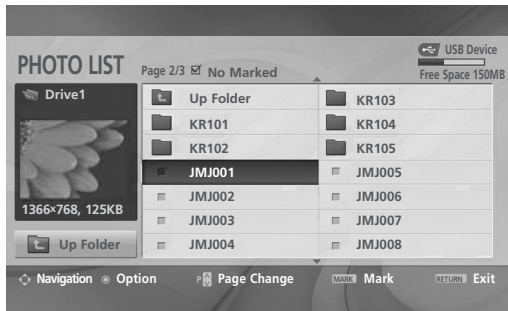 PHOTO LIST
Page 2/3 No Marked
USB Device
Free Space 150MB
Drive1
1366×768, 125KB
Up Folder
Up Folder
KR101
KR102
JMJ001
JMJ002
JMJ003
JMJ004
KR103
KR104
KR105
JMJ005
JMJ006
JMJ007
JMJ008
Navigation Option P Page Change MARK Mark RETURN Exit